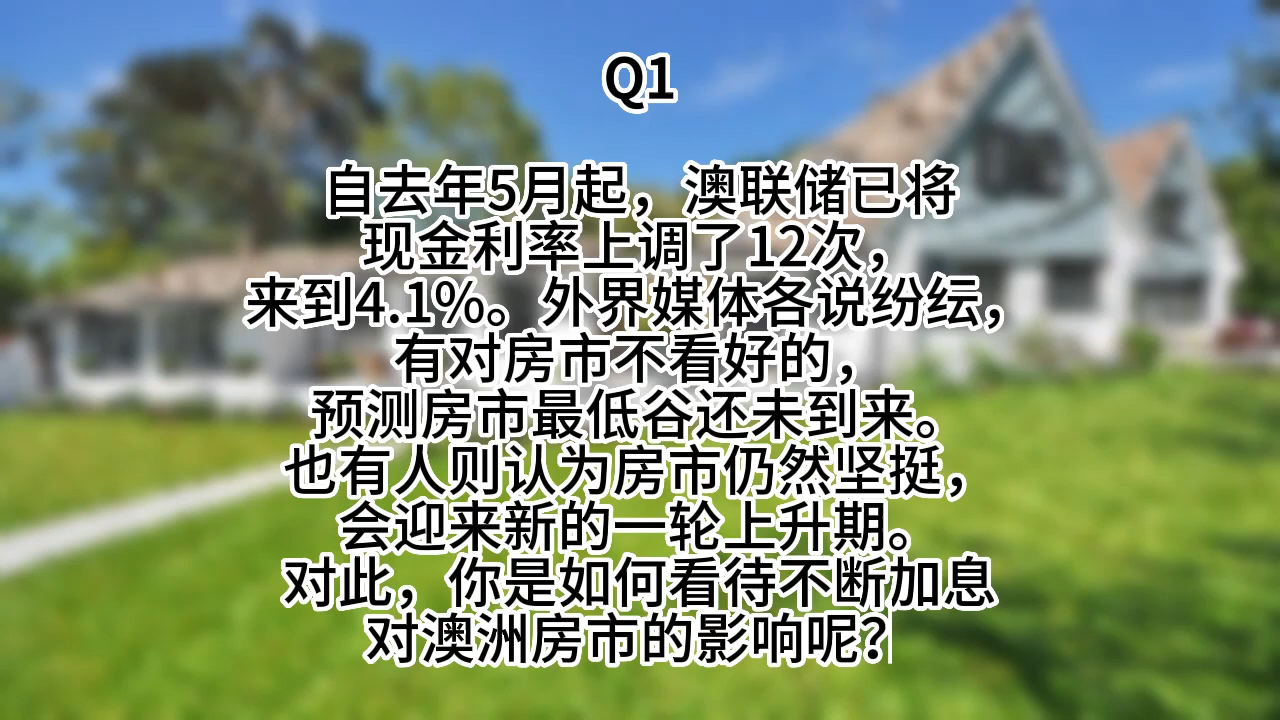 Q1
自去年5月起，澳联储已将
现金利率上调了12次，
来到4.1%。外界媒体各说纷纭，
有对房市不看好的，
预测房市最低谷还未到来。
也有人则认为房市仍然坚挺，
会迎来新的一轮上升期。
对此，你是如何看待不断加息
对澳洲房市的影响呢？